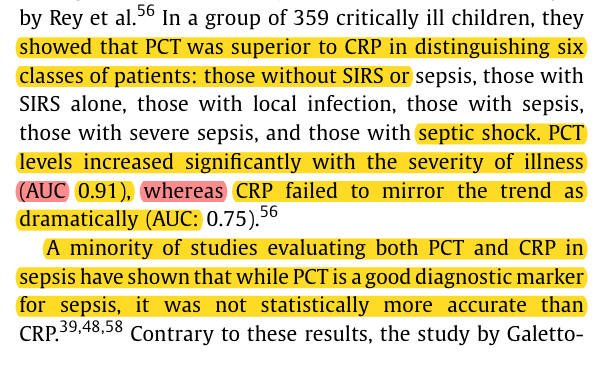 by Rey et al.56 In a group of 359 critically ill children, they
showed that PCT was superior to CRP in distinguishing six
classes of patients: those without SIRS or sepsis, those with
SIRS alone, those with local infection, those with sepsis,
those with severe sepsis, and those with septic shock. PCT
levels increased significantly with the severity of illness
(AUC 0.91), whereas CRP failed to mirror the trend as
dramatically (AUC: 0.75).56
A minority of studies evaluating both PCT and CRP in
sepsis have shown that while PCT is a good diagnostic marker
for sepsis, it was not statistically more accurate than
CRP.39,48,58 Contrary to these results, the study by Galetto-